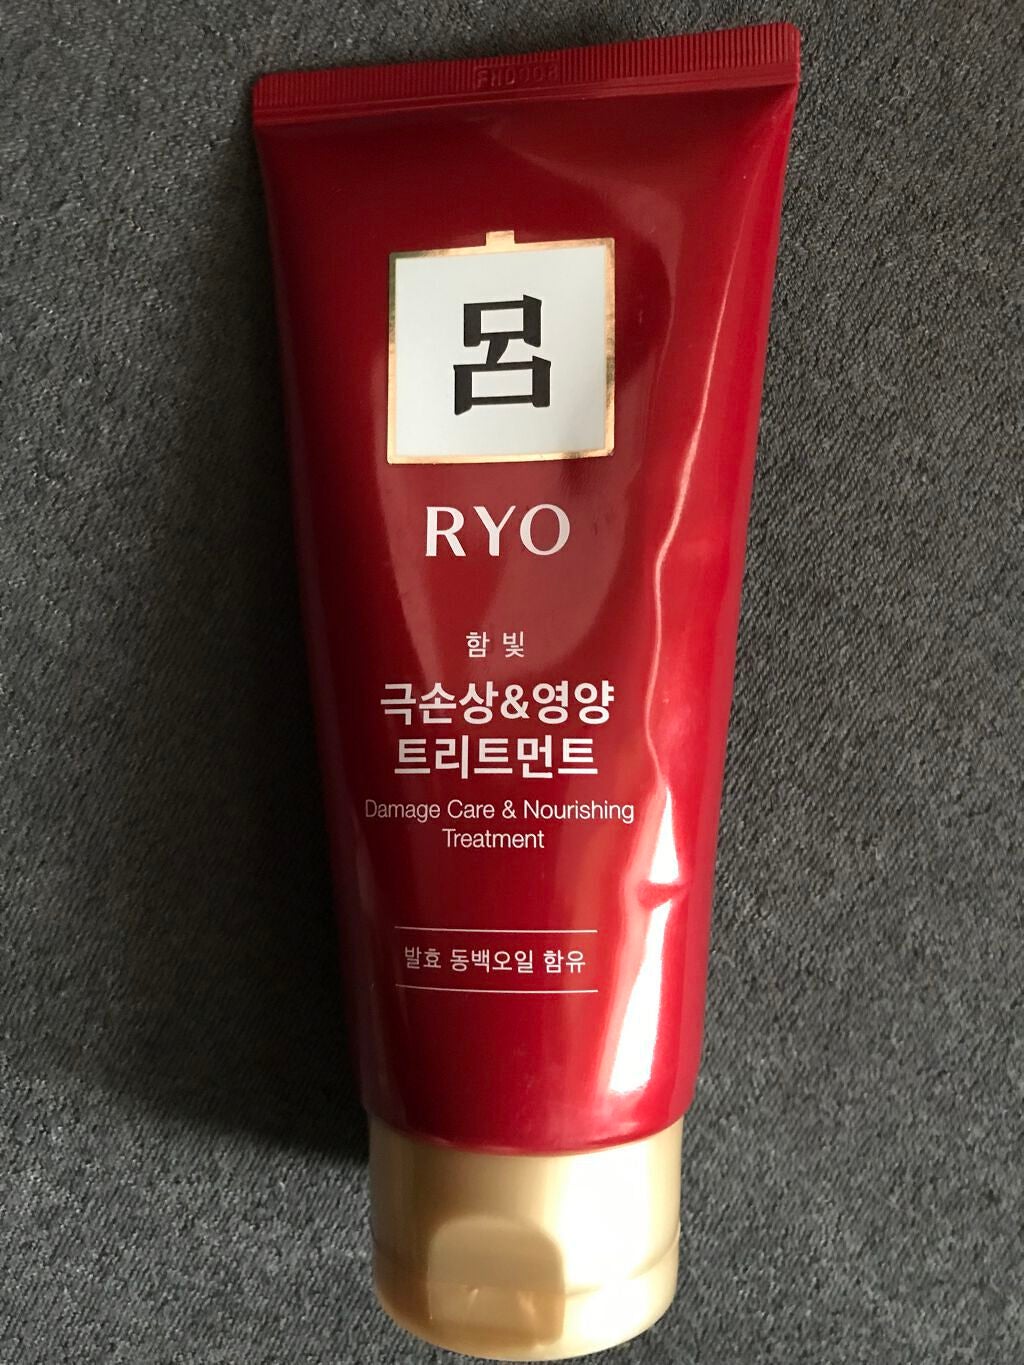 呂
RYO
함빛
극손상&영양
트리트먼트
Damage Care & Nourishing
Treatment
발효 동백오일 함유